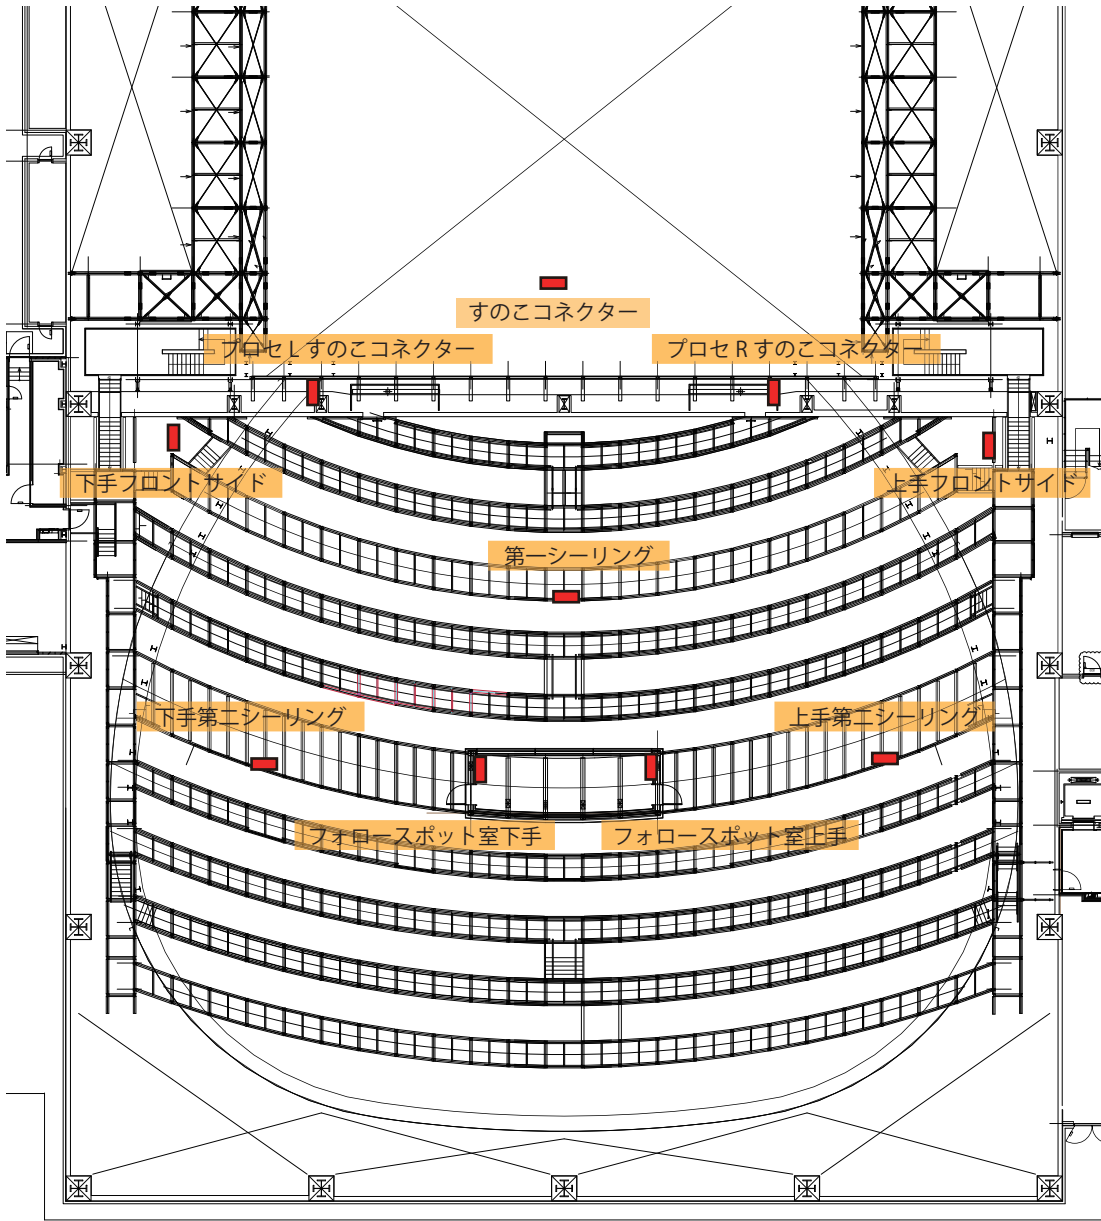 すのこコネクター
プロセLすのこコネクター
プロセRすのこコネクター
下手フロントサイド
上手フロントサイド
第一シーリング
下手第二シーリング
上手第二シーリング
フォロースポット室下手
フォロースポット室上手